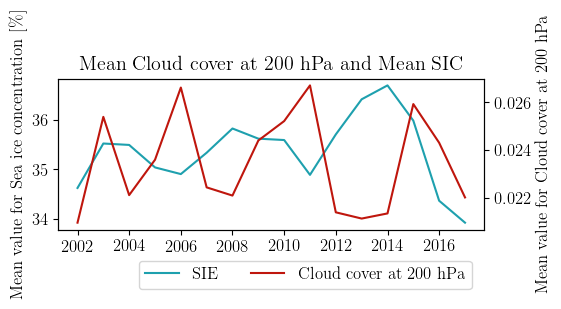 Mean Cloud cover at 200 hPa and Mean SIC
Mean value for Sea ice concentration [%]
36
35
34
Mean value for Cloud cover at 200 hPa
0.026
0.024
0.022
2002 2004 2006 2008 2010 2012 2014 2016
SIE Cloud cover at 200 hPa